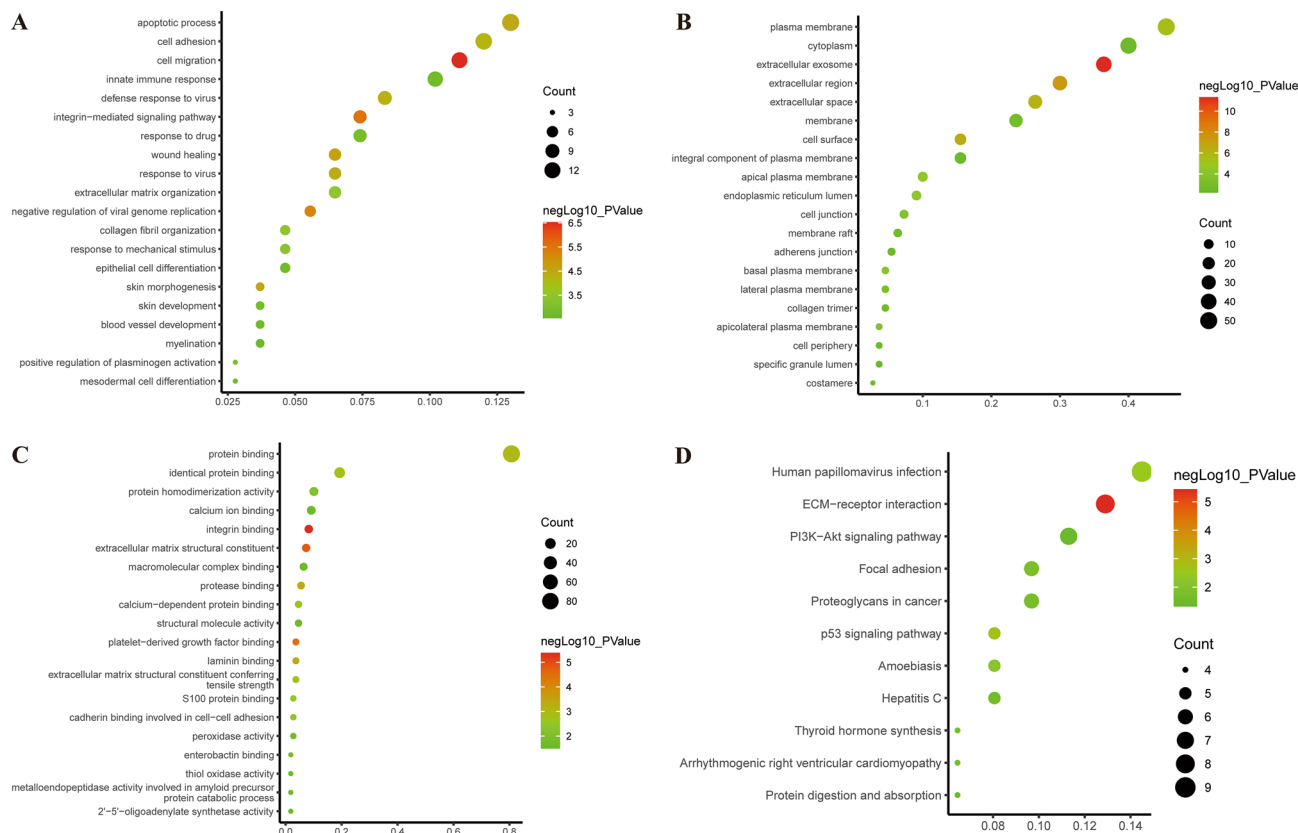 A
apoptotic process
cell adhesion
cell migration
innate immune response
defense response to virus
integrin−mediated signaling pathway
response to drug
wound healing
response to virus
extracellular matrix organization
negative regulation of viral genome replication
collagen fibril organization
response to mechanical stimulus
epithelial cell differentiation
skin morphogenesis
skin development
blood vessel development
myelination
positive regulation of plasminogen activation
mesodermal cell differentiation
0.025 0.050 0.075 0.100 0.125
Count
3
6
9
12
negLog10_PValue
6.5
5.5
4.5
3.5
B
plasma membrane
cytoplasm
extracellular exosome
extracellular region
extracellular space
membrane
cell surface
integral component of plasma membrane
apical plasma membrane
endoplasmic reticulum lumen
cell junction
membrane raft
adherens junction
basal plasma membrane
lateral plasma membrane
collagen trimer
apicolateral plasma membrane
cell periphery
specific granule lumen
costamere
0.1 0.2 0.3 0.4
negLog10_PValue
10
8
6
4
Count
10
20
30
40
50
C
protein binding
identical protein binding
protein homodimerization activity
calcium ion binding
integrin binding
extracellular matrix structural constituent
macromolecular complex binding
protease binding
calcium−dependent protein binding
structural molecule activity
platelet−derived growth factor binding
laminin binding
extracellular matrix structural constituent conferring
tensile strength
S100 protein binding
cadherin binding involved in cell−cell adhesion
peroxidase activity
enterobactin binding
thiol oxidase activity
metalloendopeptidase activity involved in amyloid precursor
protein catabolic process
2'−5'−oligoadenylate synthetase activity
0.0 0.2 0.4 0.6 0.8
Count
20
40
60
80
negLog10_PValue
5
4
3
2
D
Human papillomavirus infection
ECM−receptor interaction
PI3K−Akt signaling pathway
Focal adhesion
Proteoglycans in cancer
p53 signaling pathway
Amoebiasis
Hepatitis C
Thyroid hormone synthesis
Arrhythmogenic right ventricular cardiomyopathy
Protein digestion and absorption
0.08 0.10 0.12 0.14
negLog10_PValue
5
4
3
2
Count
4
5
6
7
8
9